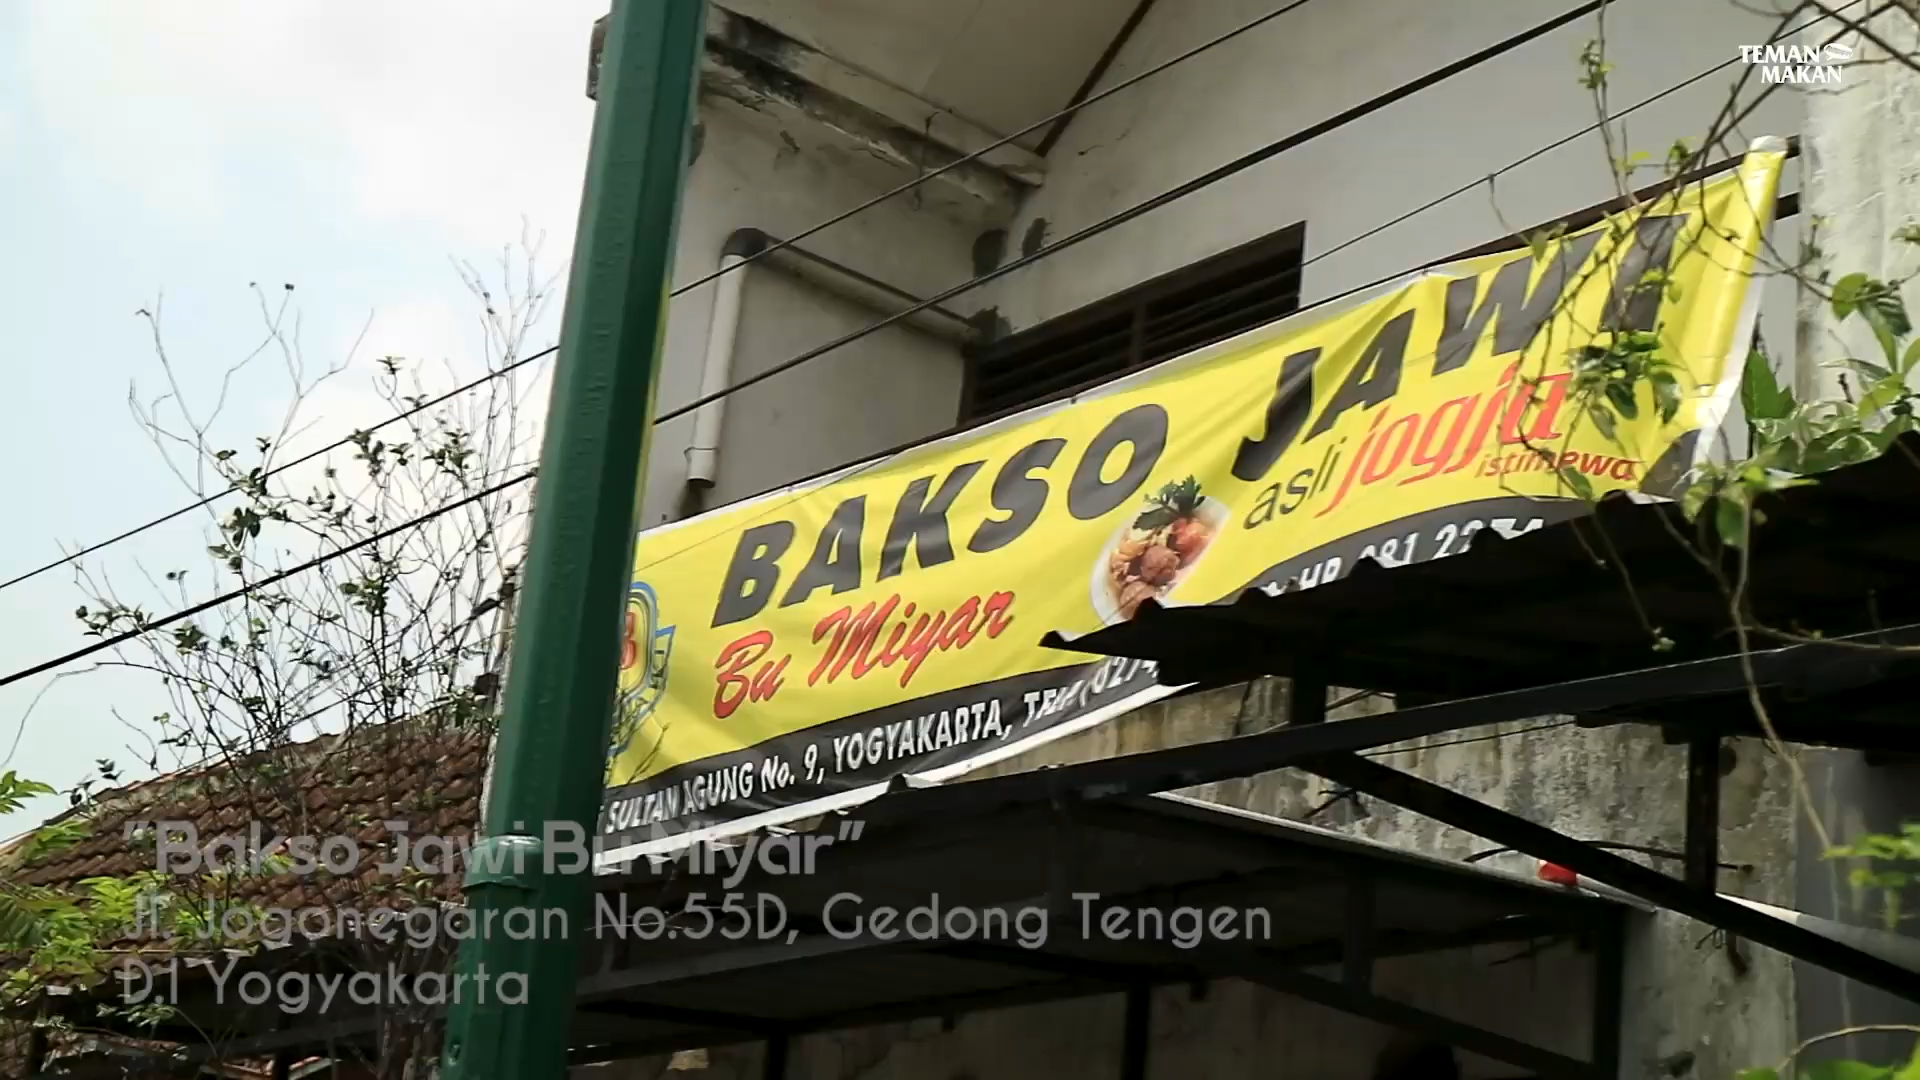 TEMAN
MAKAN
BAKSO JAWI
asli jogja
istimewa
Bu Miyar
SULTAN AGUNG No. 9, YOGYAKARTA,
HP
"Bakso Jawi Bu Miyar"
Jl. Jogonegaran No.55D, Gedong Tengen
D.I Yogyakarta